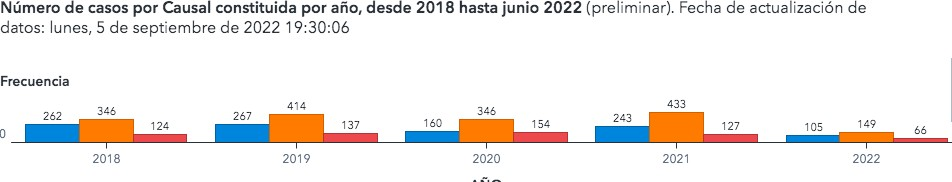 Número de casos por Causal constituida por año, desde 2018 hasta junio 2022 (preliminar). Fecha de actualización de
datos: lunes, 5 de septiembre de 2022 19:30:06
Frecuencia
262 346 124 267 414 137 160 346 154 243 433 127 105 149 66
0
2018 2019 2020 2021 2022
AÑO